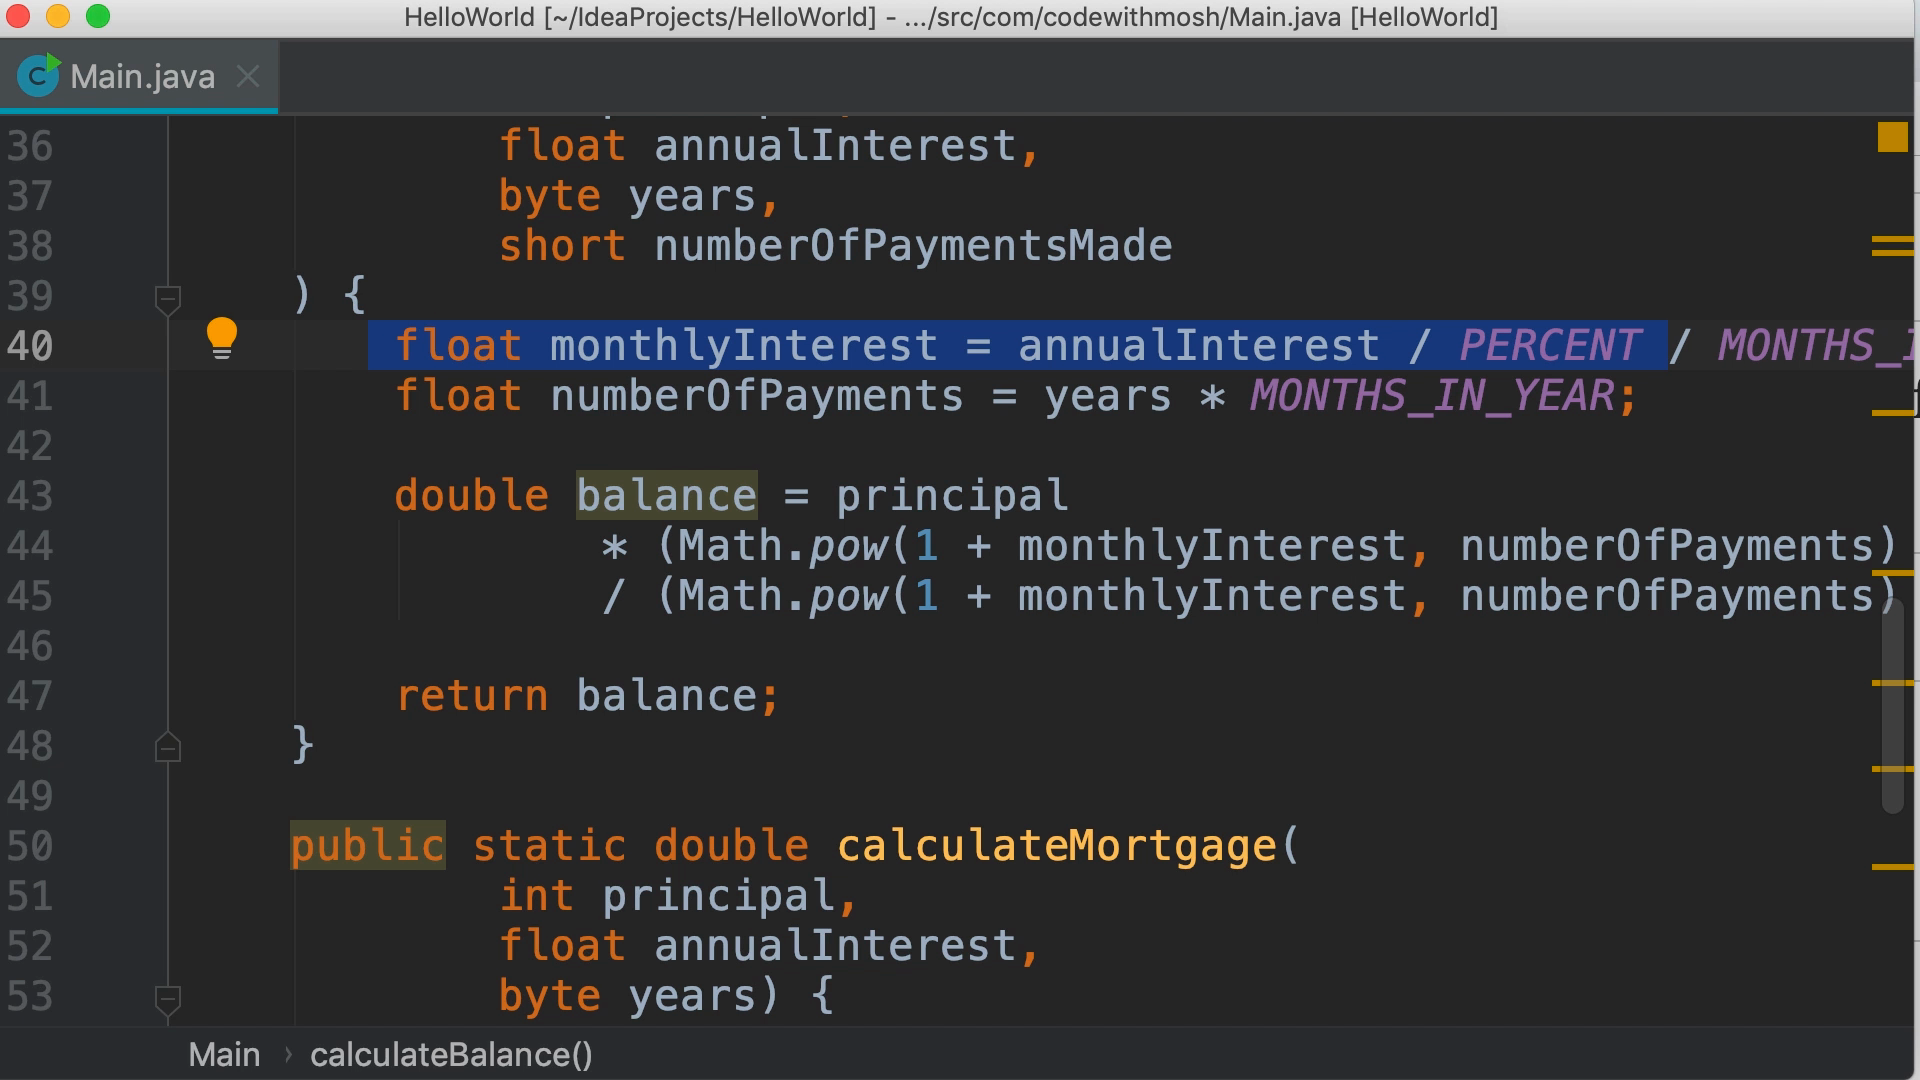 HelloWorld [~/IdeaProjects/HelloWorld] - .../src/com/codewithmosh/Main.java [HelloWorld]
Main.java
36 float annualInterest,
37 byte years,
38 short numberOfPaymentsMade
39 ) {
40 float monthlyInterest = annualInterest / PERCENT / MONTHS_I
41 float numberOfPayments = years * MONTHS_IN_YEAR;
42
43 double balance = principal
44 * (Math.pow(1 + monthlyInterest, numberOfPayments)
45 / (Math.pow(1 + monthlyInterest, numberOfPayments)
46
47 return balance;
48 }
49
50 public static double calculateMortgage(
51 int principal,
52 float annualInterest,
53 byte years) {
Main › calculateBalance()